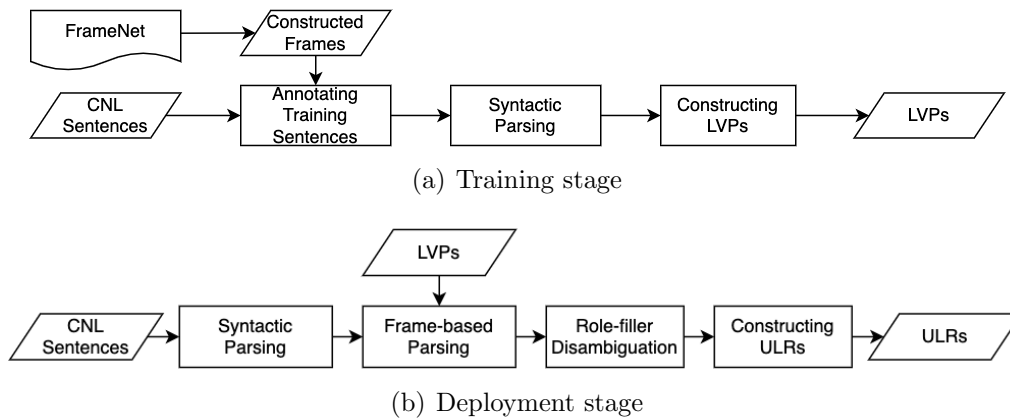 FrameNet
Constructed
Frames
CNL
Sentences
Annotating
Training
Sentences
Syntactic
Parsing
Constructing
LVPs
LVPs
(a) Training stage
LVPs
CNL
Sentences
Syntactic
Parsing
Frame-based
Parsing
Role-filler
Disambiguation
Constructing
ULRs
ULRs
(b) Deployment stage